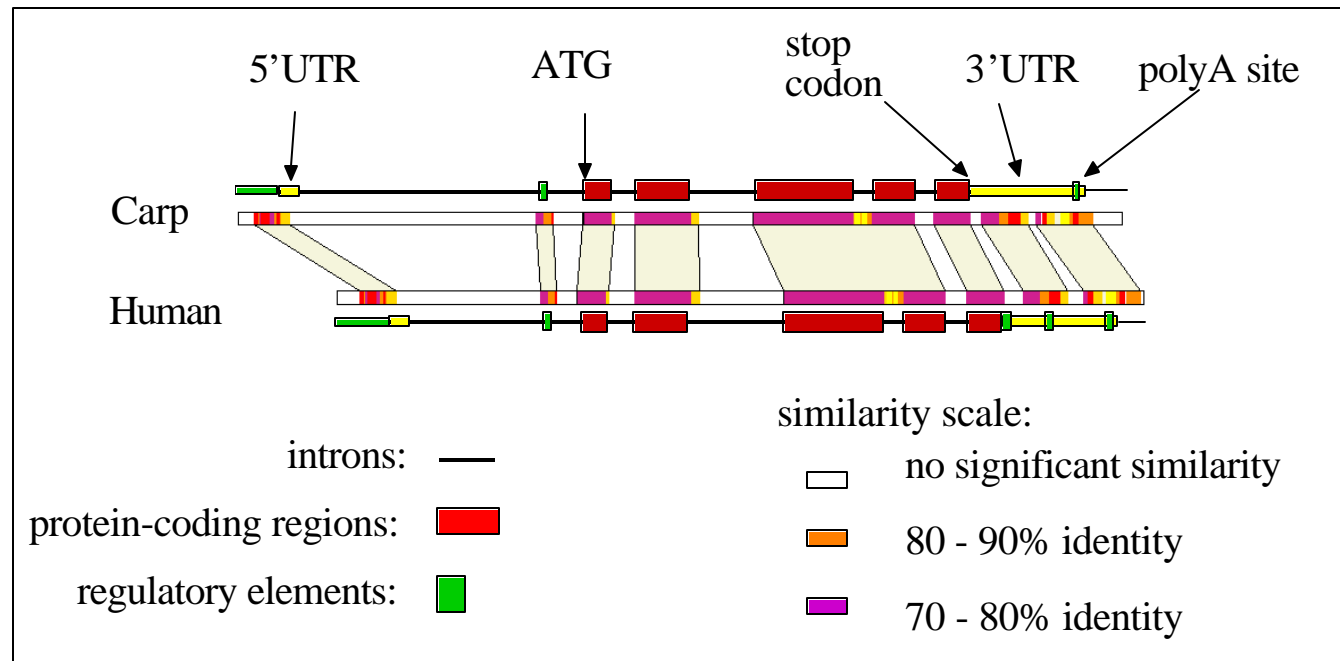 5’UTR
ATG
stop
codon
3’UTR
polyA site
Carp
Human
introns:
protein-coding regions:
regulatory elements:
similarity scale:
no significant similarity
80 - 90% identity
70 - 80% identity